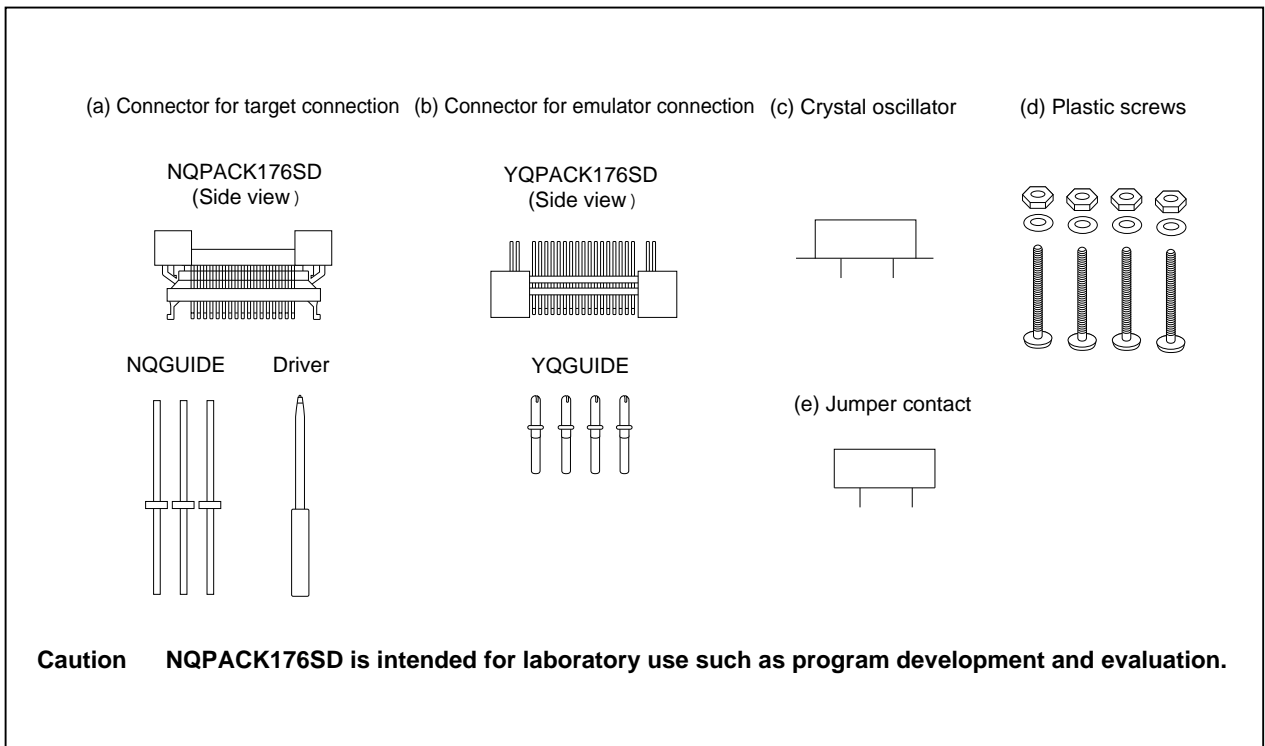 (a) Connector for target connection
NQPACK176SD
(Side view)
NQGUIDE
Driver
(b) Connector for emulator connection
YQPACK176SD
(Side view)
YQGUIDE
(c) Crystal oscillator
(e) Jumper contact
(d) Plastic screws
Caution NQPACK176SD is intended for laboratory use such as program development and evaluation.